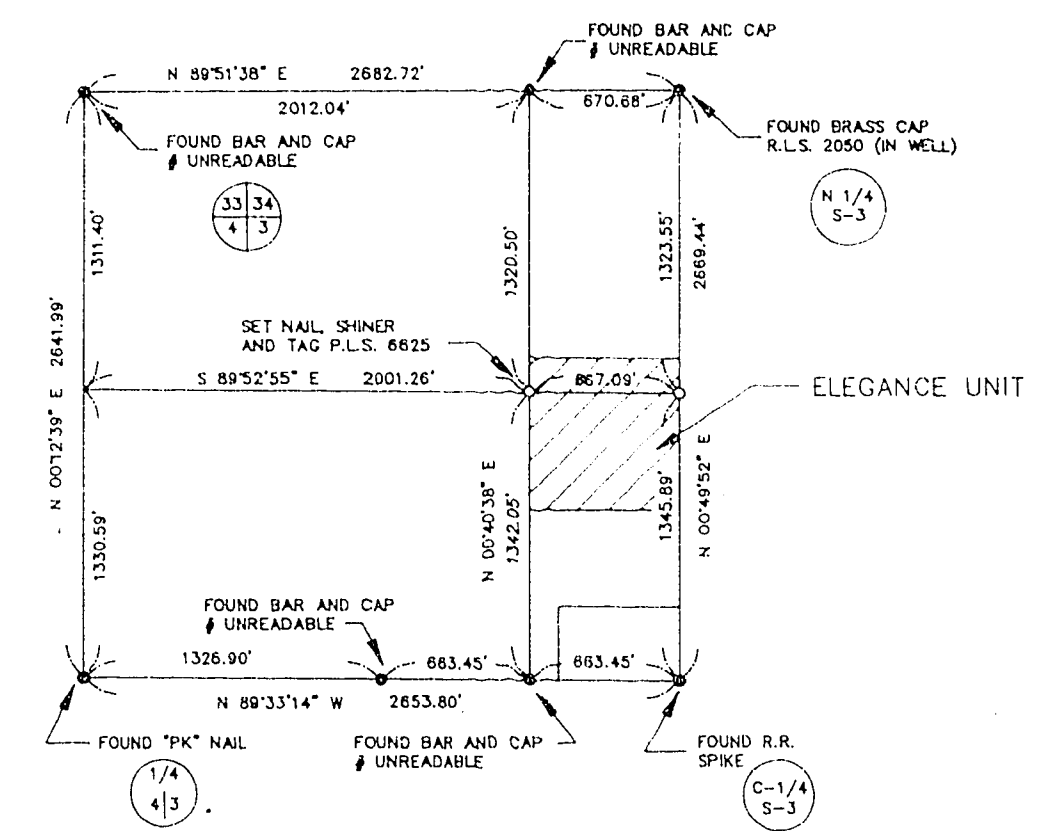 FOUND BAR AND CAP
# UNREADABLE
N 89°51'38" E 2682.72'
2012.04'
670.68'
FOUND BAR AND CAP
# UNREADABLE
FOUND BRASS CAP
R.L.S. 2050 (IN WELL)
33 34
4 3
N 1/4
S-3
1311.40'
1320.50'
1323.55'
2669.44'
N 00°12'39" E 2641.99'
SET NAIL, SHINER
AND TAG P.L.S. 6625
S 89°52'55" E 2001.26'
667.09'
ELEGANCE UNIT
1330.59'
N 00°40'38" E
1342.05'
1345.89'
N 00°49'52" E
FOUND BAR AND CAP
# UNREADABLE
1326.90'
663.45'
663.45'
N 89°33'14" W 2653.80'
FOUND "PK" NAIL
FOUND BAR AND CAP
# UNREADABLE
FOUND R.R.
SPIKE
1/4
4 3
C-1/4
S-3